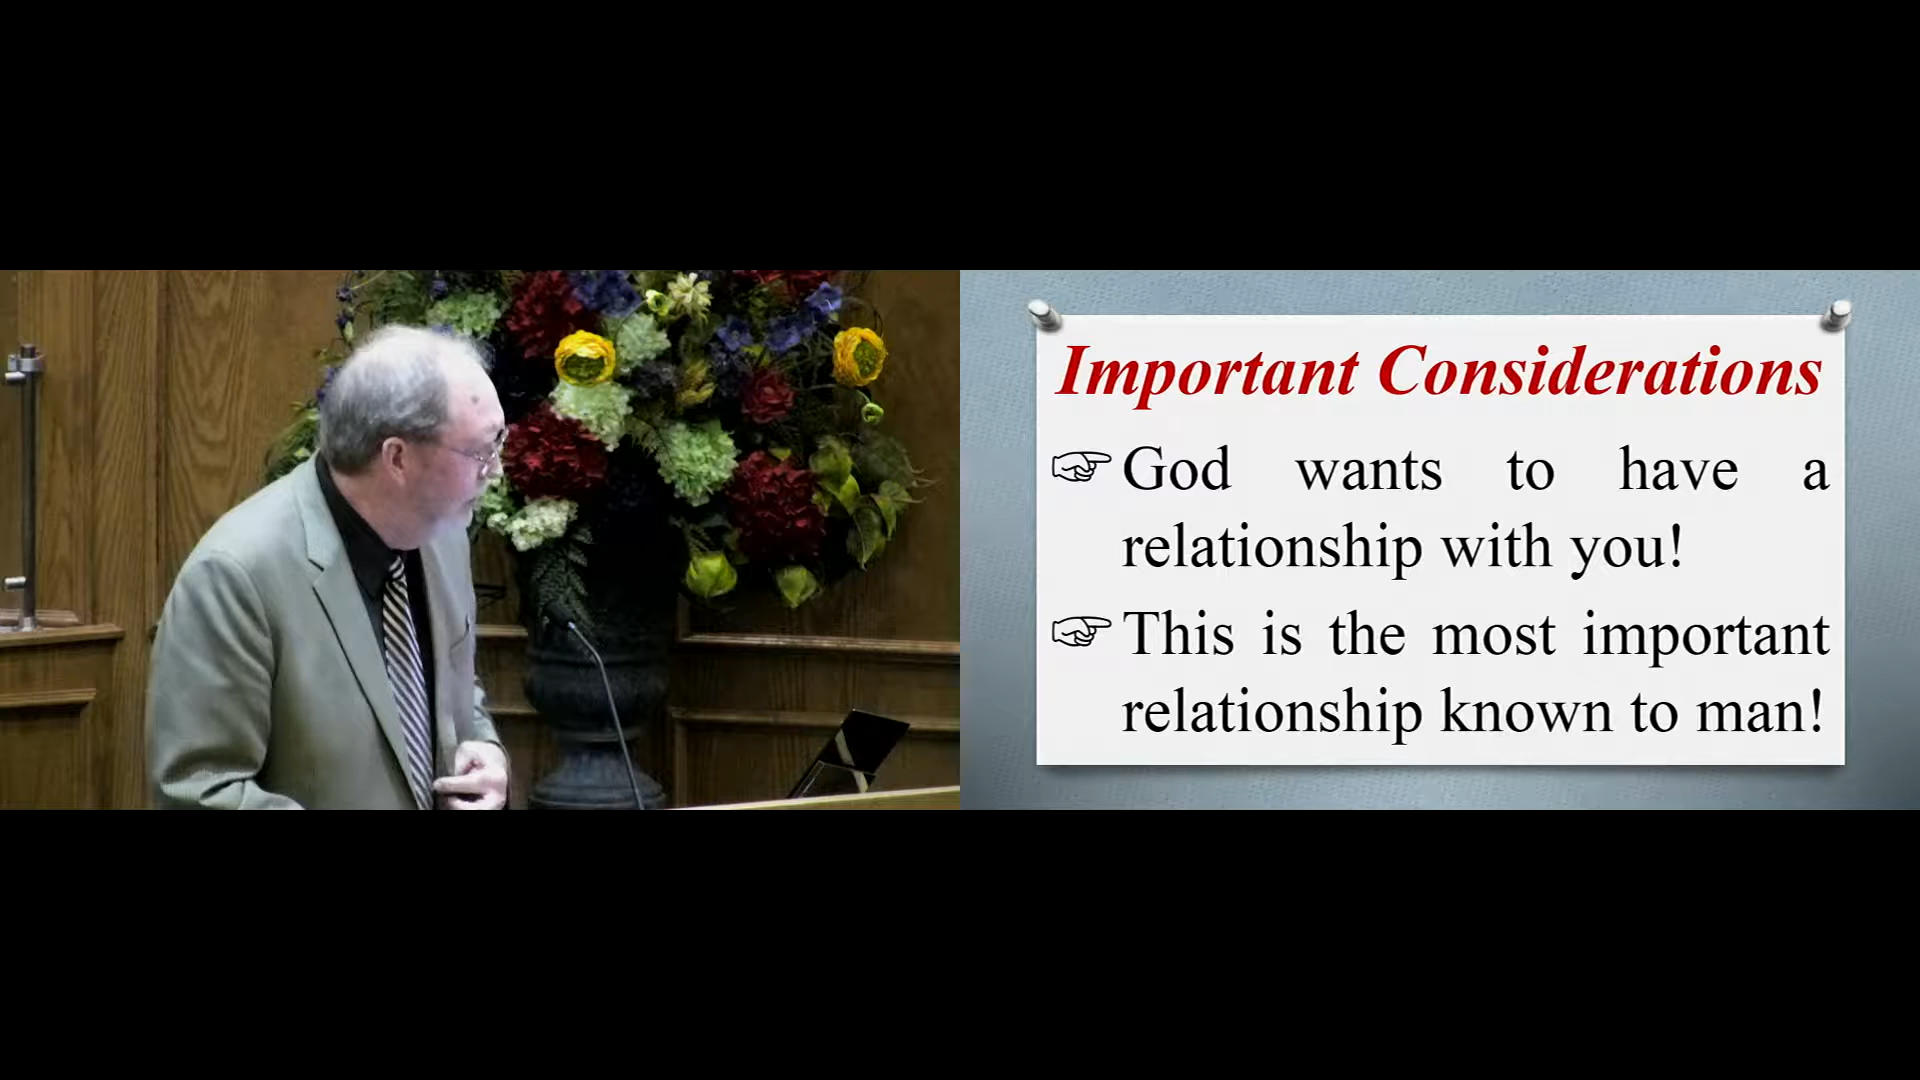 Important Considerations
☞God wants to have a
relationship with you!
☞This is the most important
relationship known to man!